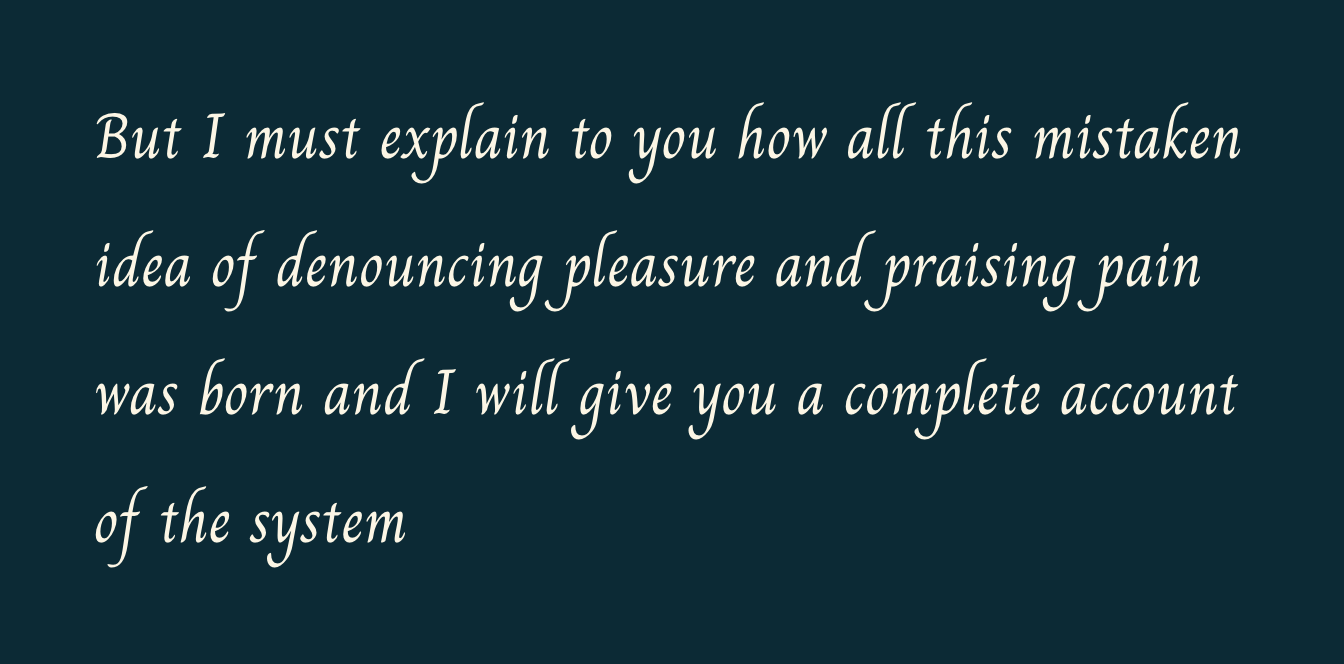 But I must explain to you how all this mistaken
idea of denouncing pleasure and praising pain
was born and I will give you a complete account
of the system